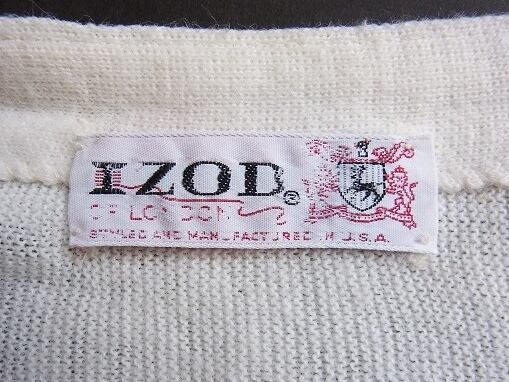 IZOD®
OF LONDON
STYLED AND MANUFACTURED IN U.S.A.